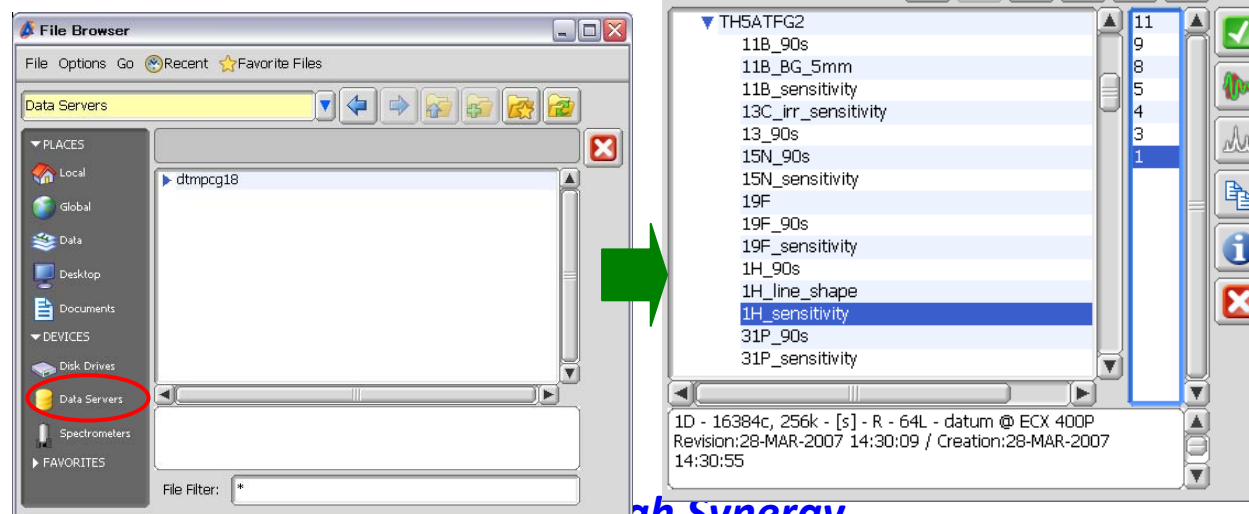 File Browser
File Options Go Recent Favorite Files
Data Servers
PLACES
Local
Global
Data
Desktop
Documents
DEVICES
Disk Drives
Data Servers
Spectrometers
FAVORITES
dtmpcg18
File Filter: *
TH5ATFG2
11B_90s
11B_BG_5mm
11B_sensitivity
13C_irr_sensitivity
13_90s
15N_90s
15N_sensitivity
19F
19F_90s
19F_sensitivity
1H_90s
1H_line_shape
1H_sensitivity
31P_90s
31P_sensitivity
11
9
8
5
4
3
1
1D - 16384c, 256k - [s] - R - 64L - datum @ ECX 400P
Revision:28-MAR-2007 14:30:09 / Creation:28-MAR-2007
14:30:55
Synergy